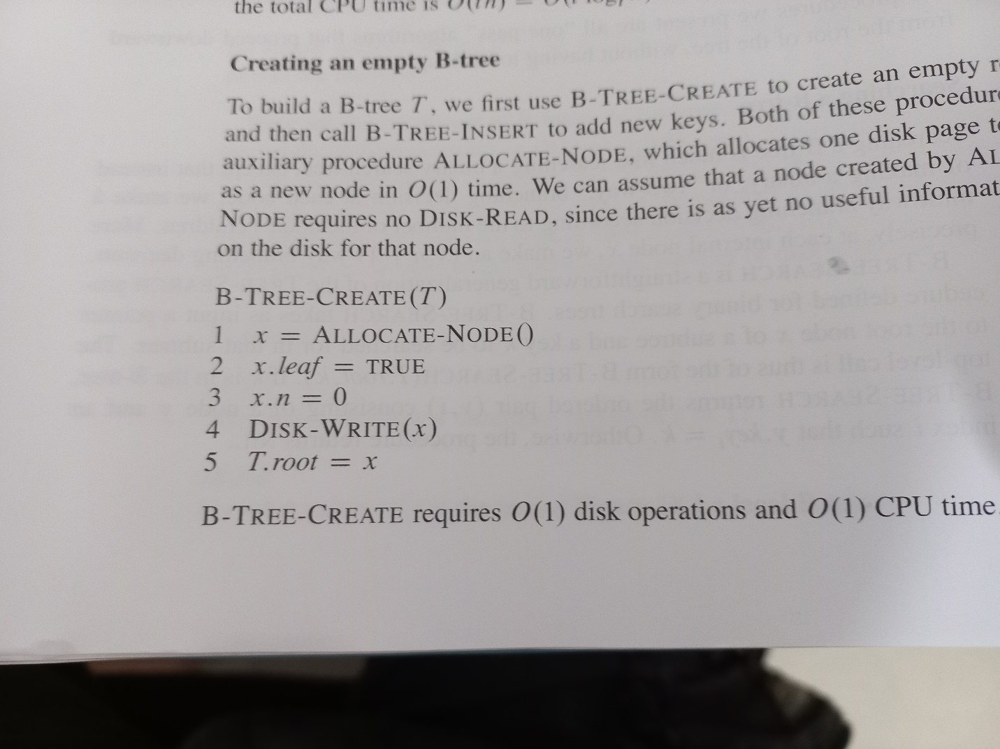 the total CPU time is O(th) =
Creating an empty B-tree
To build a B-tree T, we first use B-TREE-CREATE to create an empty
and then call B-TREE-INSERT to add new keys. Both of these
auxiliary procedure ALLOCATE-NODE, which allocates one disk page
as a new node in O(1) time. We can assume that a node created by
NODE requires no DISK-READ, since there is as yet no useful
on the disk for that node.
B-TREE-CREATE(T)
1 x = ALLOCATE-NODE()
2 x.leaf = TRUE
3 x.n = 0
4 DISK-WRITE(x)
5 T.root = x
B-TREE-CREATE requires O(1) disk operations and O(1) CPU time.